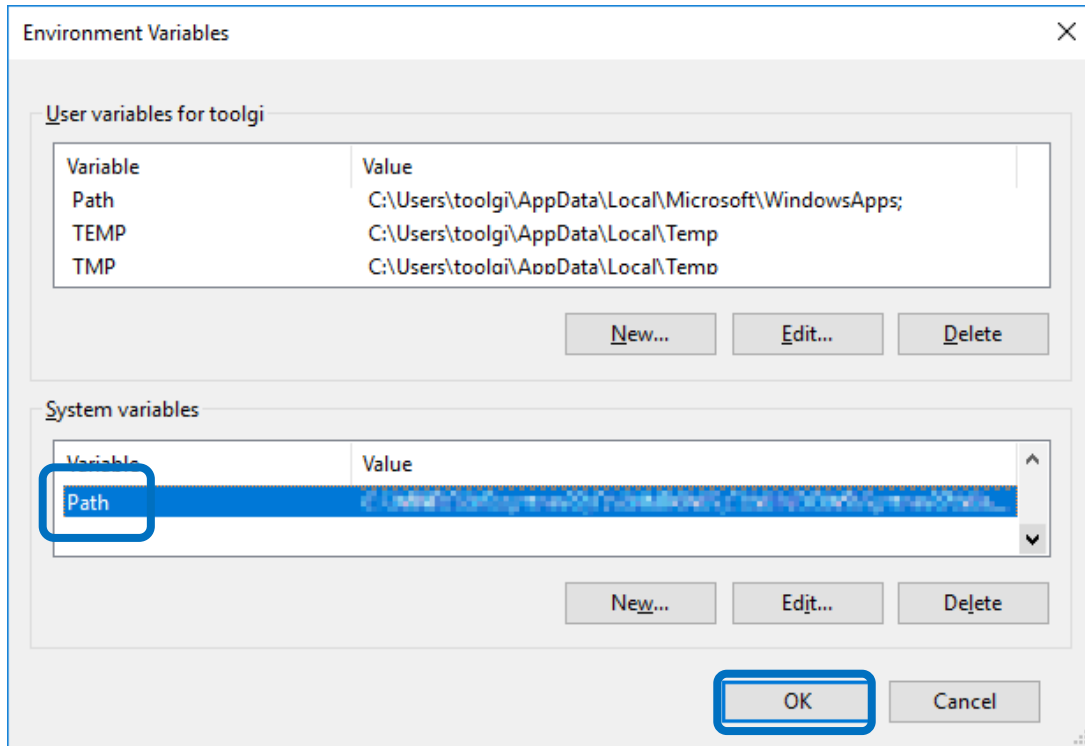 Environment Variables
User variables for toolgi
Variable Value
Path C:\Users\toolgi\AppData\Local\Microsoft\WindowsApps;
TEMP C:\Users\toolgi\AppData\Local\Temp
TMP C:\Users\toolgi\AppData\Local\Temp
New... Edit... Delete
System variables
Variable Value
Path
New... Edit... Delete
OK Cancel